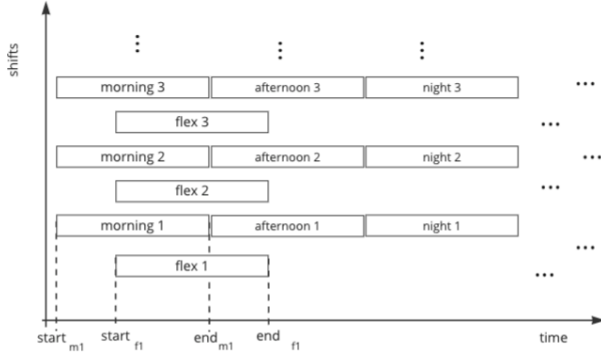 shifts
⋮ ⋮ ⋮
morning 3 afternoon 3 night 3 ...
flex 3 ...
morning 2 afternoon 2 night 2 ...
flex 2 ...
morning 1 afternoon 1 night 1
...
flex 1 ...
start m1 start f1 end m1 end f1 time